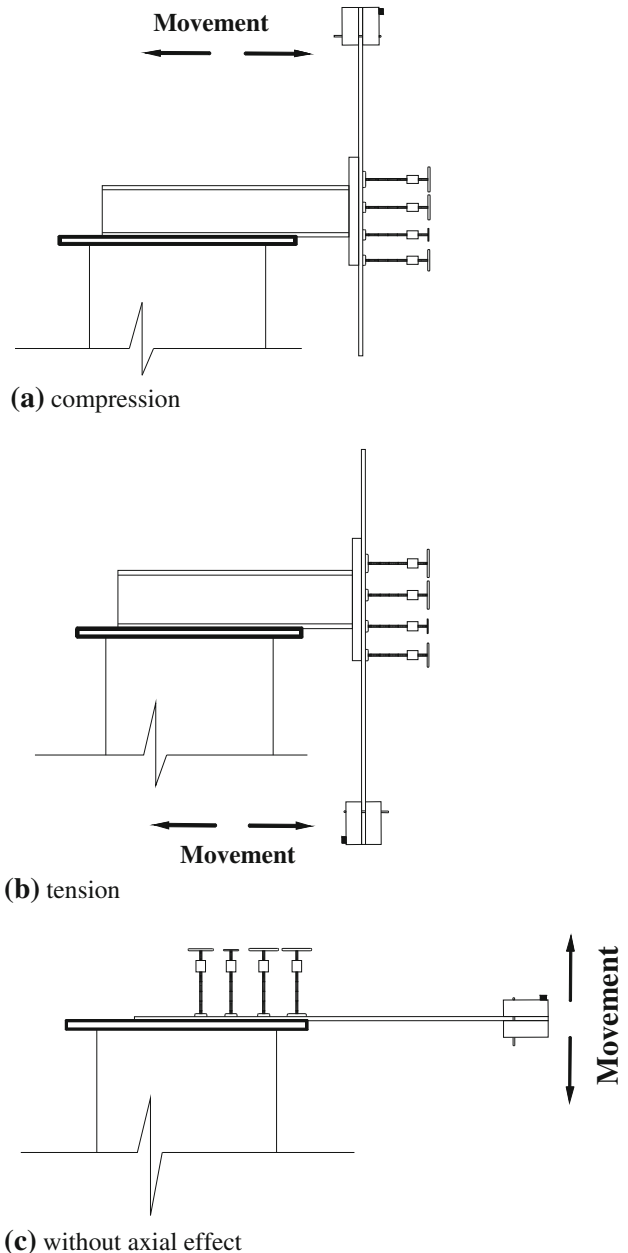 Movement
(a) compression
Movement
(b) tension
Movement
(c) without axial effect